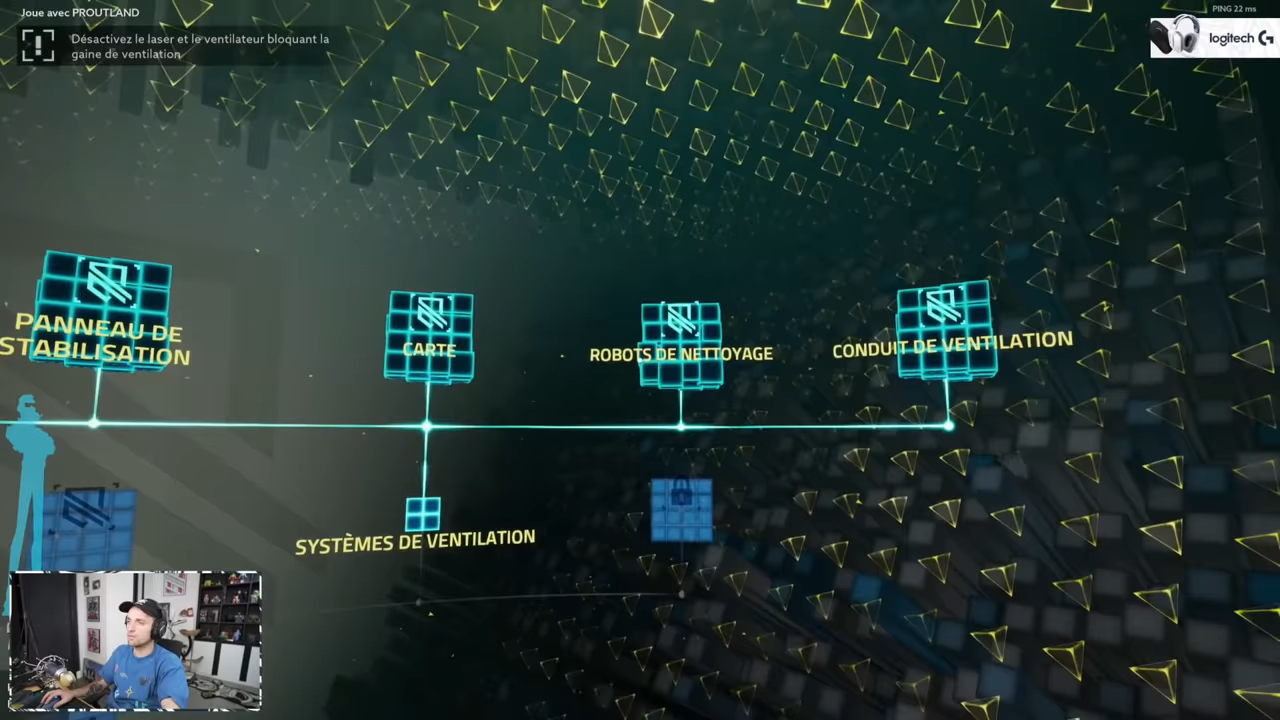 Joue avec PROUTLAND
Désactivez le laser et le ventilateur bloquant la
gaine de ventilation
PING 22 ms
logitech G
PANNEAU DE
STABILISATION
CARTE
ROBOTS DE NETTOYAGE
CONDUIT DE VENTILATION
SYSTÈMES DE VENTILATION